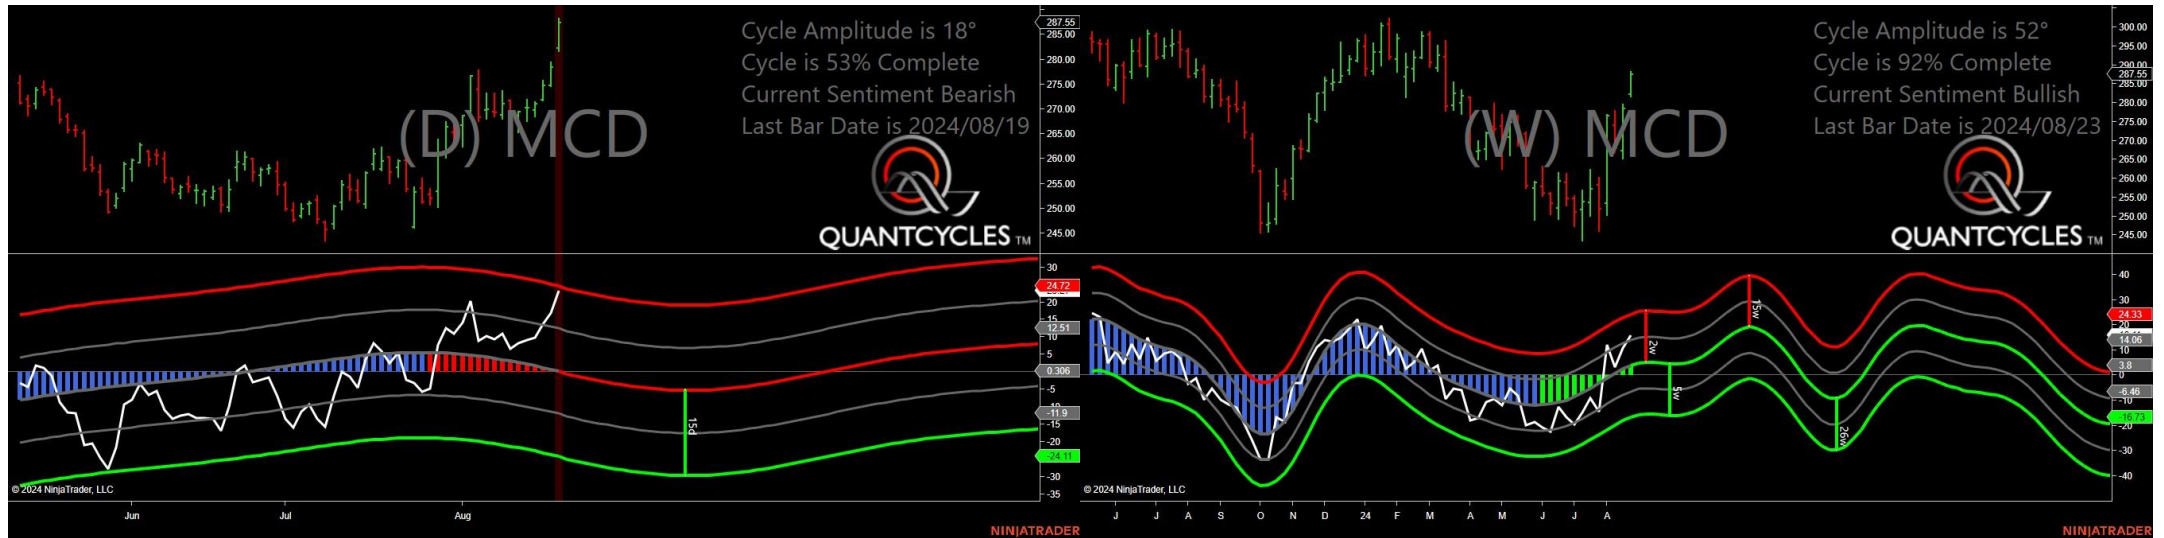 Cycle Amplitude is 18°
Cycle is 53% Complete
Current Sentiment Bearish
Last Bar Date is 2024/08/19
(D) MCD
QUANTCYCLES TM
287.55
285.00
280.00
275.00
270.00
265.00
260.00
255.00
250.00
245.00
30
24.72
20
15
12.51
10
5
0.306
-5
-11.9
-15
-20
-24.11
-30
-35
15d
© 2024 NinjaTrader, LLC
Jun Jul Aug
NINJATRADER
Cycle Amplitude is 52°
Cycle is 92% Complete
Current Sentiment Bullish
Last Bar Date is 2024/08/23
(W) MCD
QUANTCYCLES TM
300.00
295.00
290.00
287.55
280.00
275.00
270.00
265.00
260.00
255.00
250.00
245.00
40
30
24.33
20
14.06
10
3.8
0
-6.46
-10
-16.73
-20
-30
-40
2w
5w
15w
26w
© 2024 NinjaTrader, LLC
J J A S O N D 24 F M A M J J A
NINJATRADER